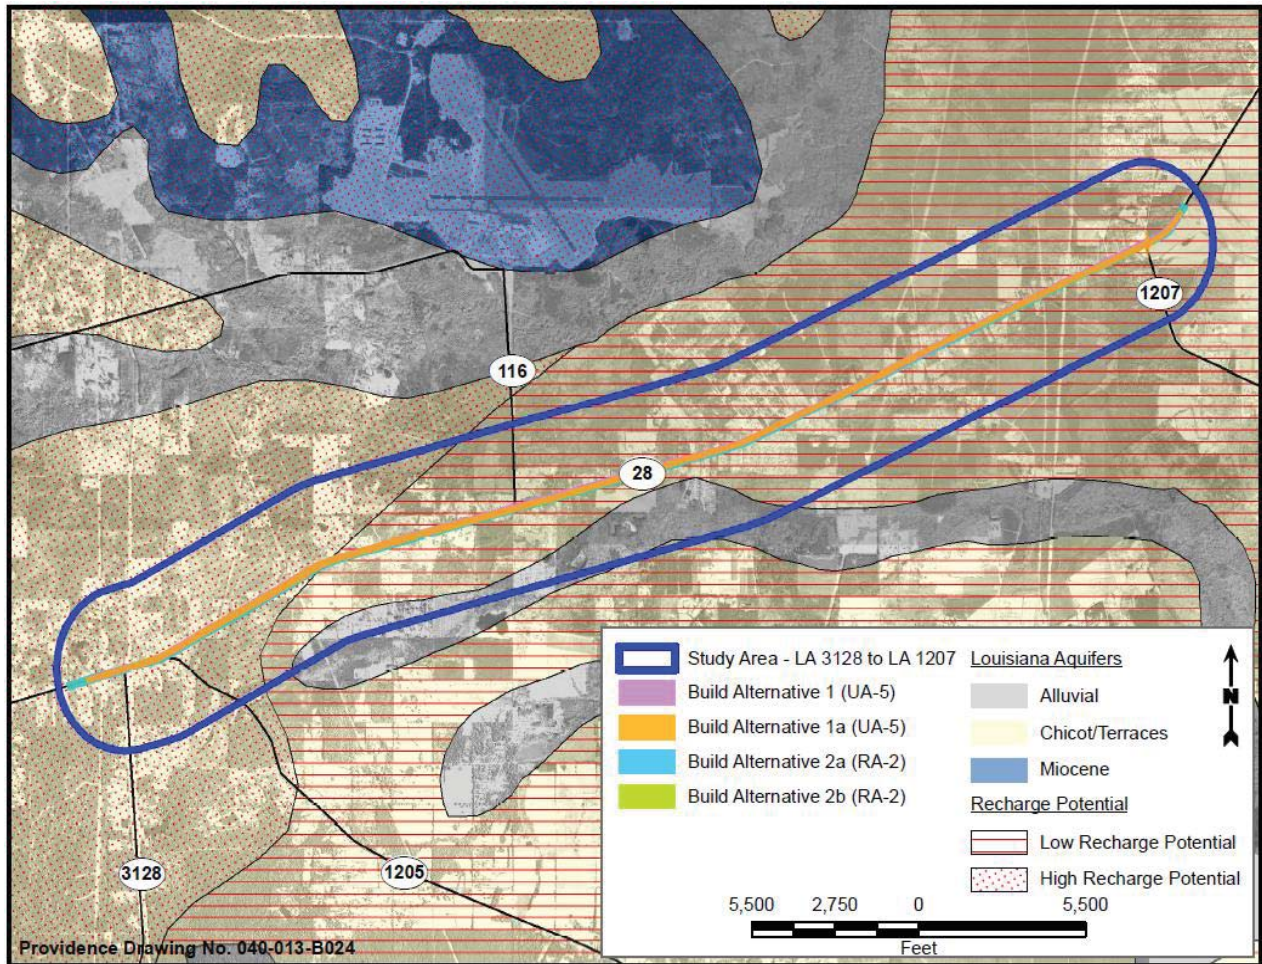 1207
116
28
3128
1205
Study Area - LA 3128 to LA 1207
Build Alternative 1 (UA-5)
Build Alternative 1a (UA-5)
Build Alternative 2a (RA-2)
Build Alternative 2b (RA-2)
Louisiana Aquifers
Alluvial
Chicot/Terraces
Miocene
Recharge Potential
Low Recharge Potential
High Recharge Potential
N
5,500 2,750 0 5,500
Feet
Providence Drawing No. 040-013-B024